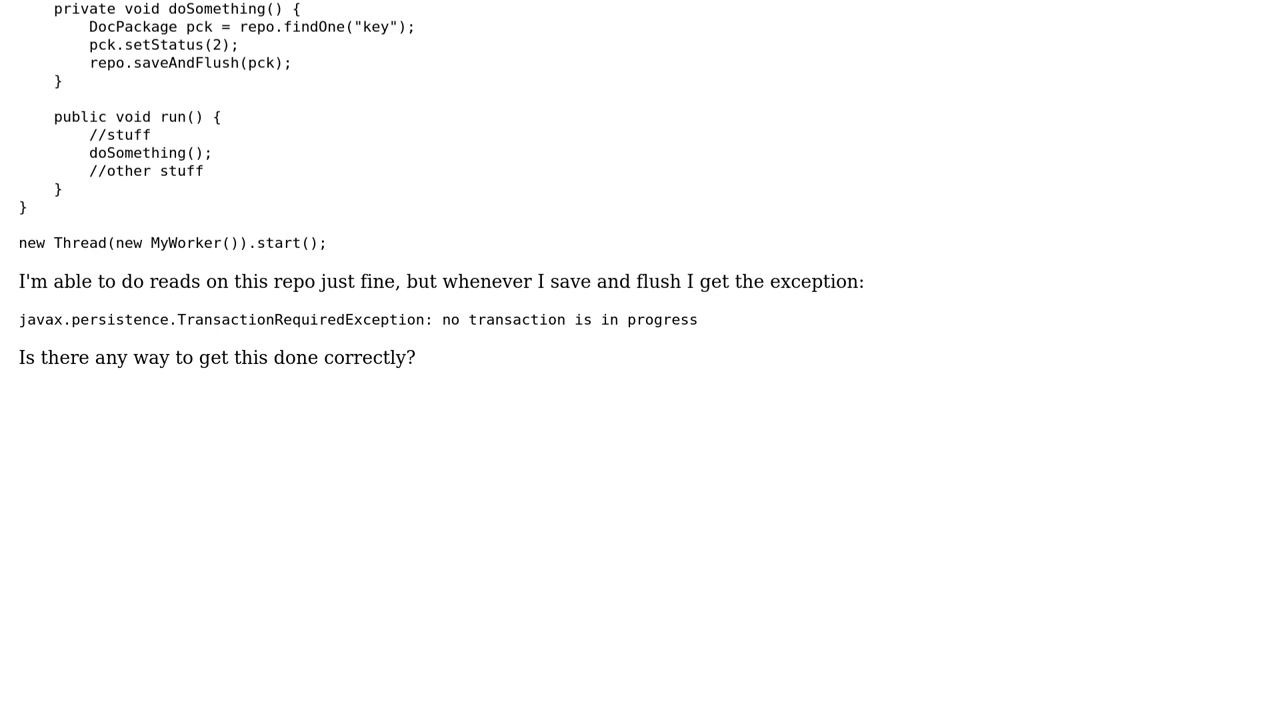 private void doSomething() {
        DocPackage pck = repo.findOne("key");
        pck.setStatus(2);
        repo.saveAndFlush(pck);
    }

    public void run() {
        //stuff
        doSomething();
        //other stuff
    }
}

new Thread(new MyWorker()).start();
I'm able to do reads on this repo just fine, but whenever I save and flush I get the exception:
javax.persistence.TransactionRequiredException: no transaction is in progress
Is there any way to get this done correctly?